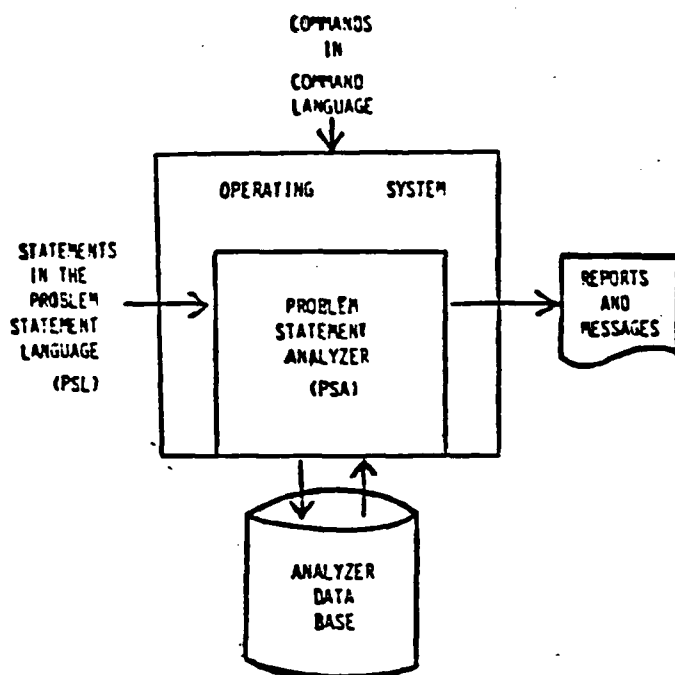 COMMANDS
IN
COMMAND
LANGUAGE
OPERATING SYSTEM
STATEMENTS
IN THE
PROBLEM
STATEMENT
LANGUAGE
(PSL)
PROBLEM
STATEMENT
ANALYZER
(PSA)
REPORTS
AND
MESSAGES
ANALYZER
DATA
BASE